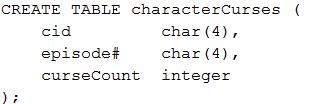 CREATE TABLE characterCurses (
    cid         char(4),
    episode#    char(4),
    curseCount  integer
);